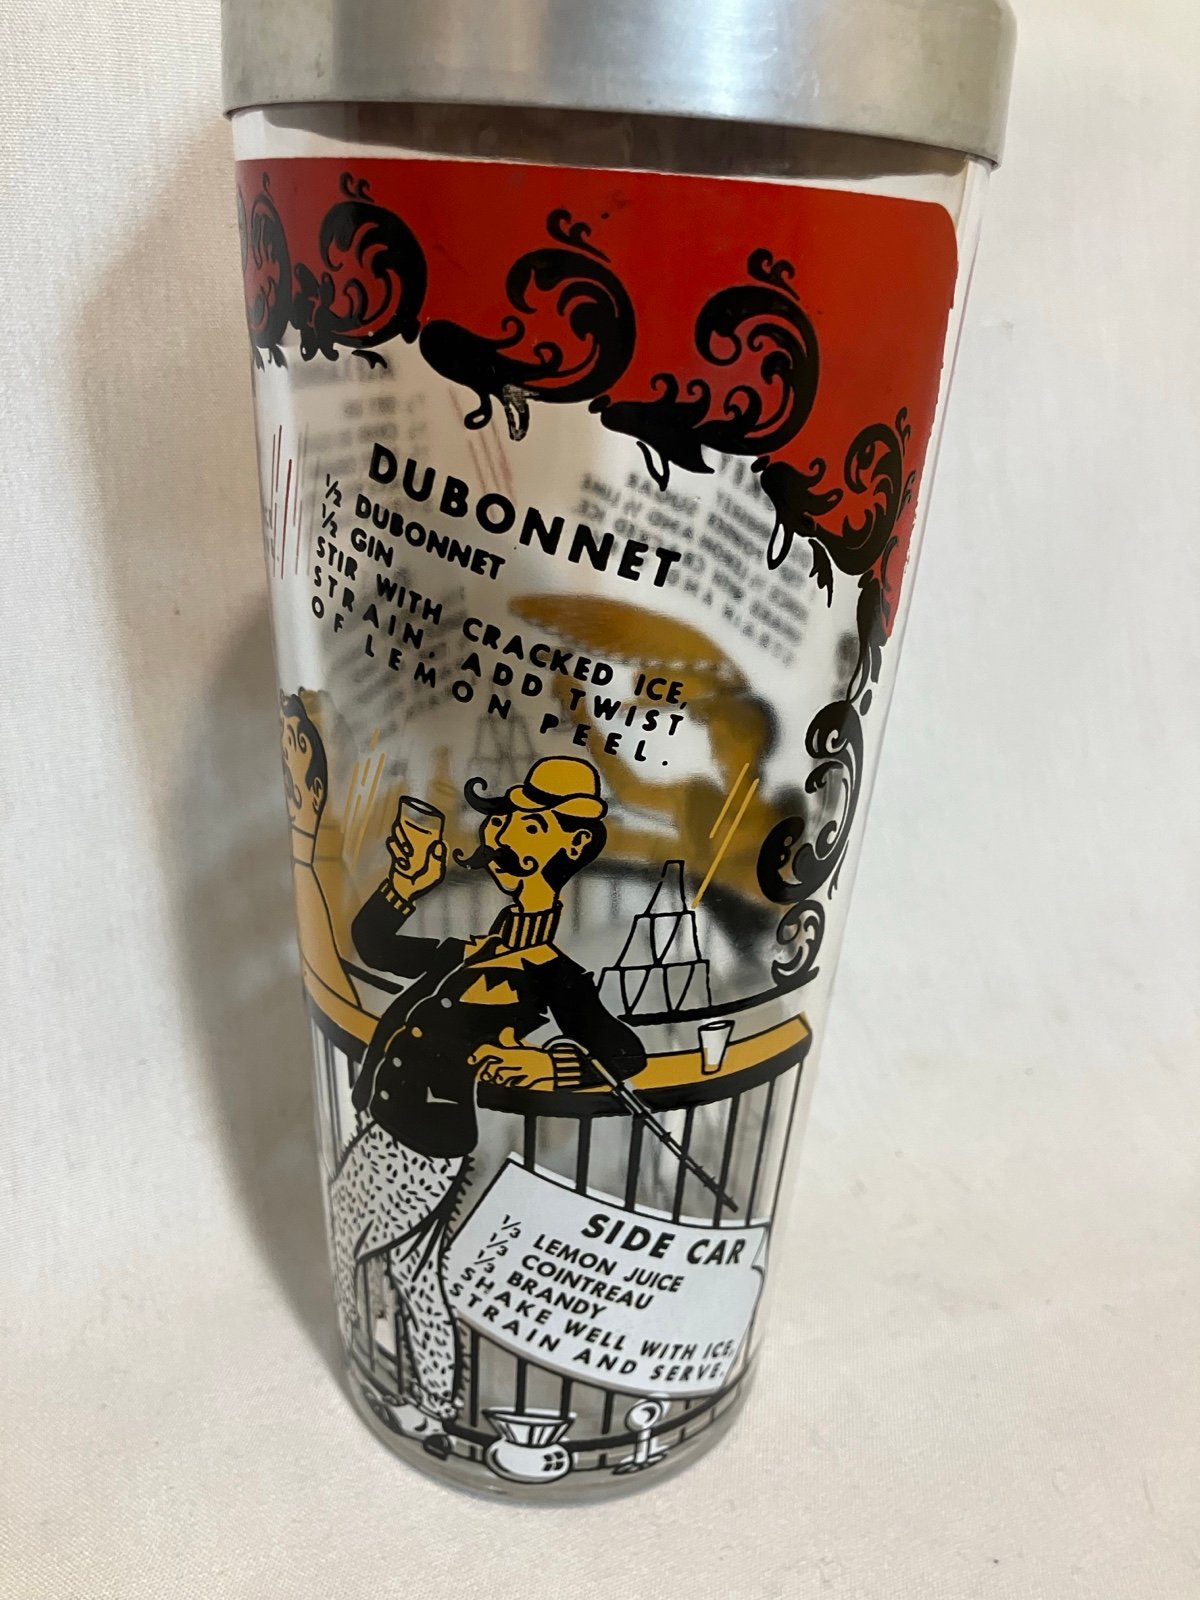 DUBONNET
½ DUBONNET
½ GIN
STIR WITH CRACKED ICE,
STRAIN. ADD TWIST
OF LEMON PEEL.
SIDE CAR
⅓ LEMON JUICE
⅓ COINTREAU
⅓ BRANDY
SHAKE WELL WITH ICE,
STRAIN AND SERVE.